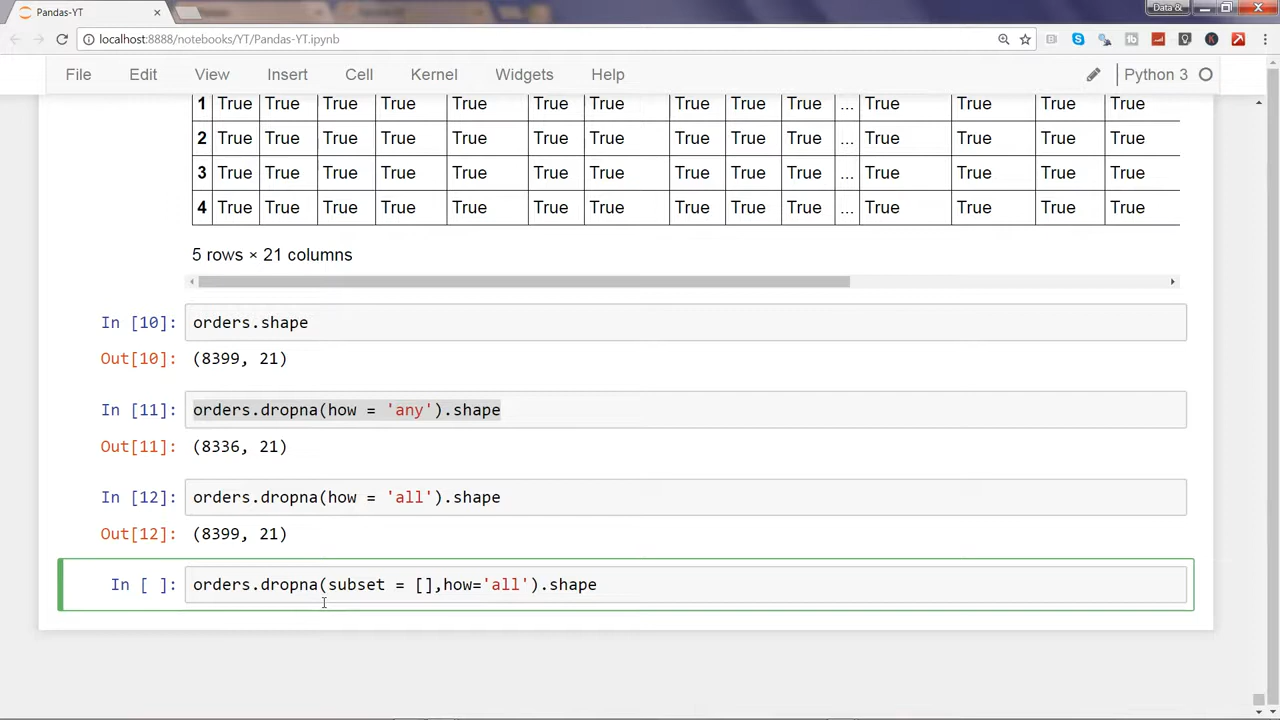 Pandas-YT
Data &
localhost:8888/notebooks/YT/Pandas-YT.ipynb
File Edit View Insert Cell Kernel Widgets Help Python 3
1 True True True True True True True True True True ... True True True True
2 True True True True True True True True True True ... True True True True
3 True True True True True True True True True True ... True True True True
4 True True True True True True True True True True ... True True True True
5 rows × 21 columns
In [10]: orders.shape
Out[10]: (8399, 21)
In [11]: orders.dropna(how = 'any').shape
Out[11]: (8336, 21)
In [12]: orders.dropna(how = 'all').shape
Out[12]: (8399, 21)
In [ ]: orders.dropna(subset = [],how='all').shape